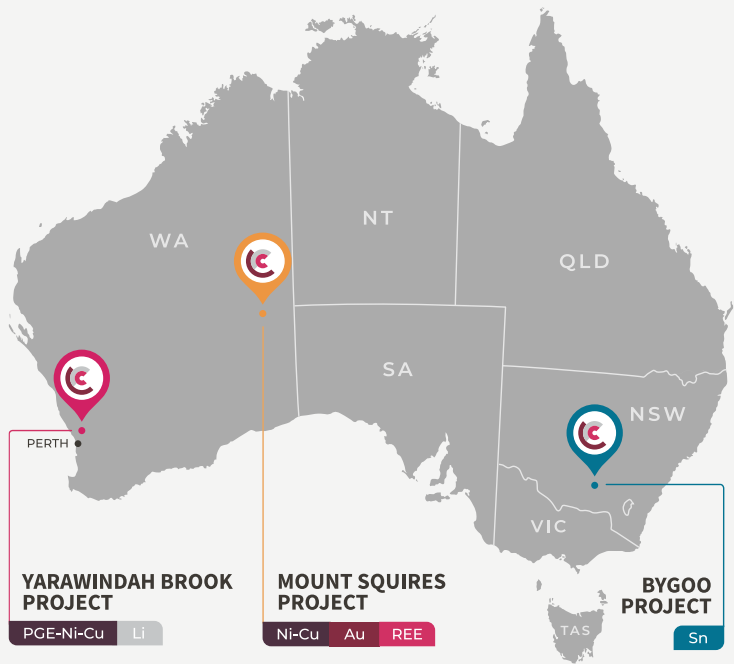 NT
WA
QLD
SA
NSW
PERTH
VIC
TAS
YARAWINDAH BROOK
PROJECT
PGE-Ni-Cu Li
MOUNT SQUIRES
PROJECT
Ni-Cu Au REE
BYGOO
PROJECT
Sn